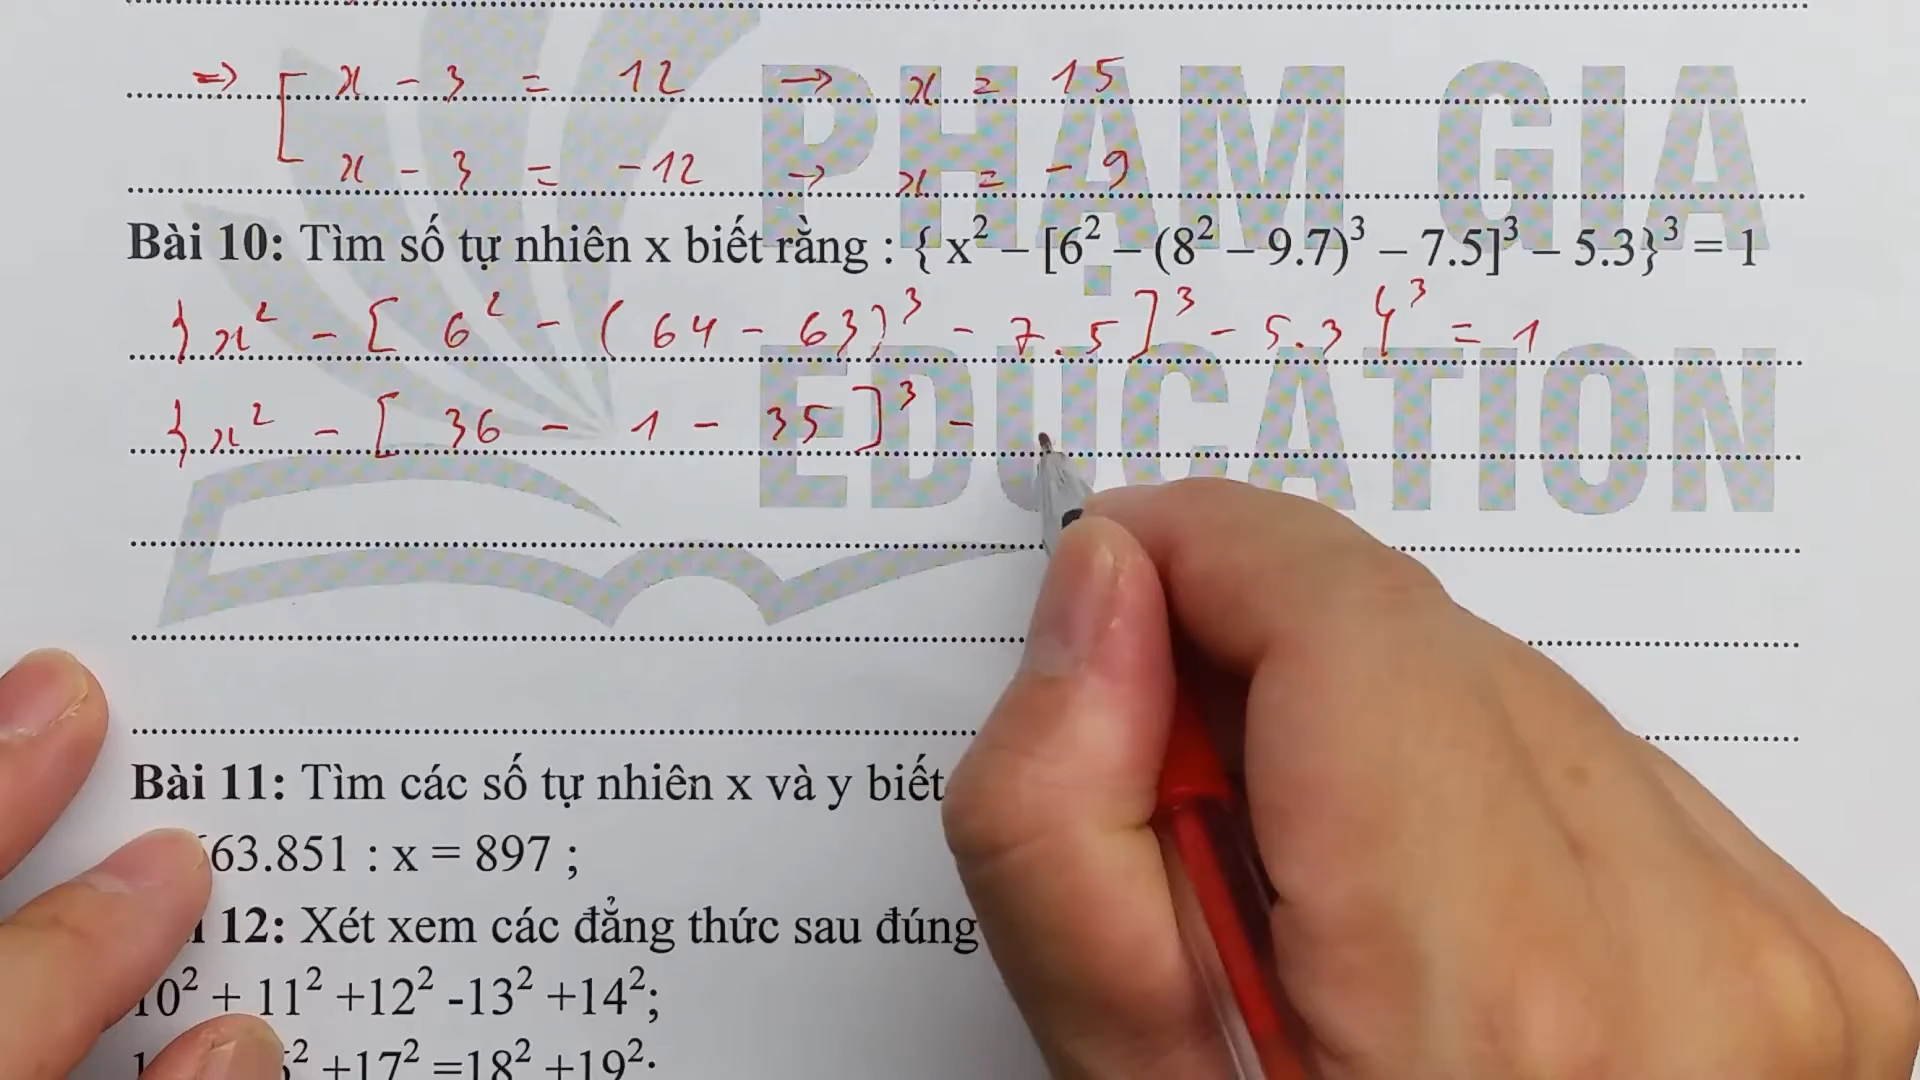 ⇒ [ x - 3 = 12 → x = 15
x - 3 = -12 → x = -9
PHẠM GIA
Bài 10: Tìm số tự nhiên x biết rằng : { x² – [6² – (8² – 9.7)³ – 7.5]³ – 5.3}³ = 1
{x² - [ 6² - ( 64 - 63)³ - 7.5]³ - 5.3}³ = 1
EDUCATION
{x² - [ 36 - 1 - 35 ]³ -
Bài 11: Tìm các số tự nhiên x và y biết
63.851 : x = 897 ;
12: Xét xem các đẳng thức sau đúng
10² + 11² +12² -13² +14²;
² +17² =18² +19²